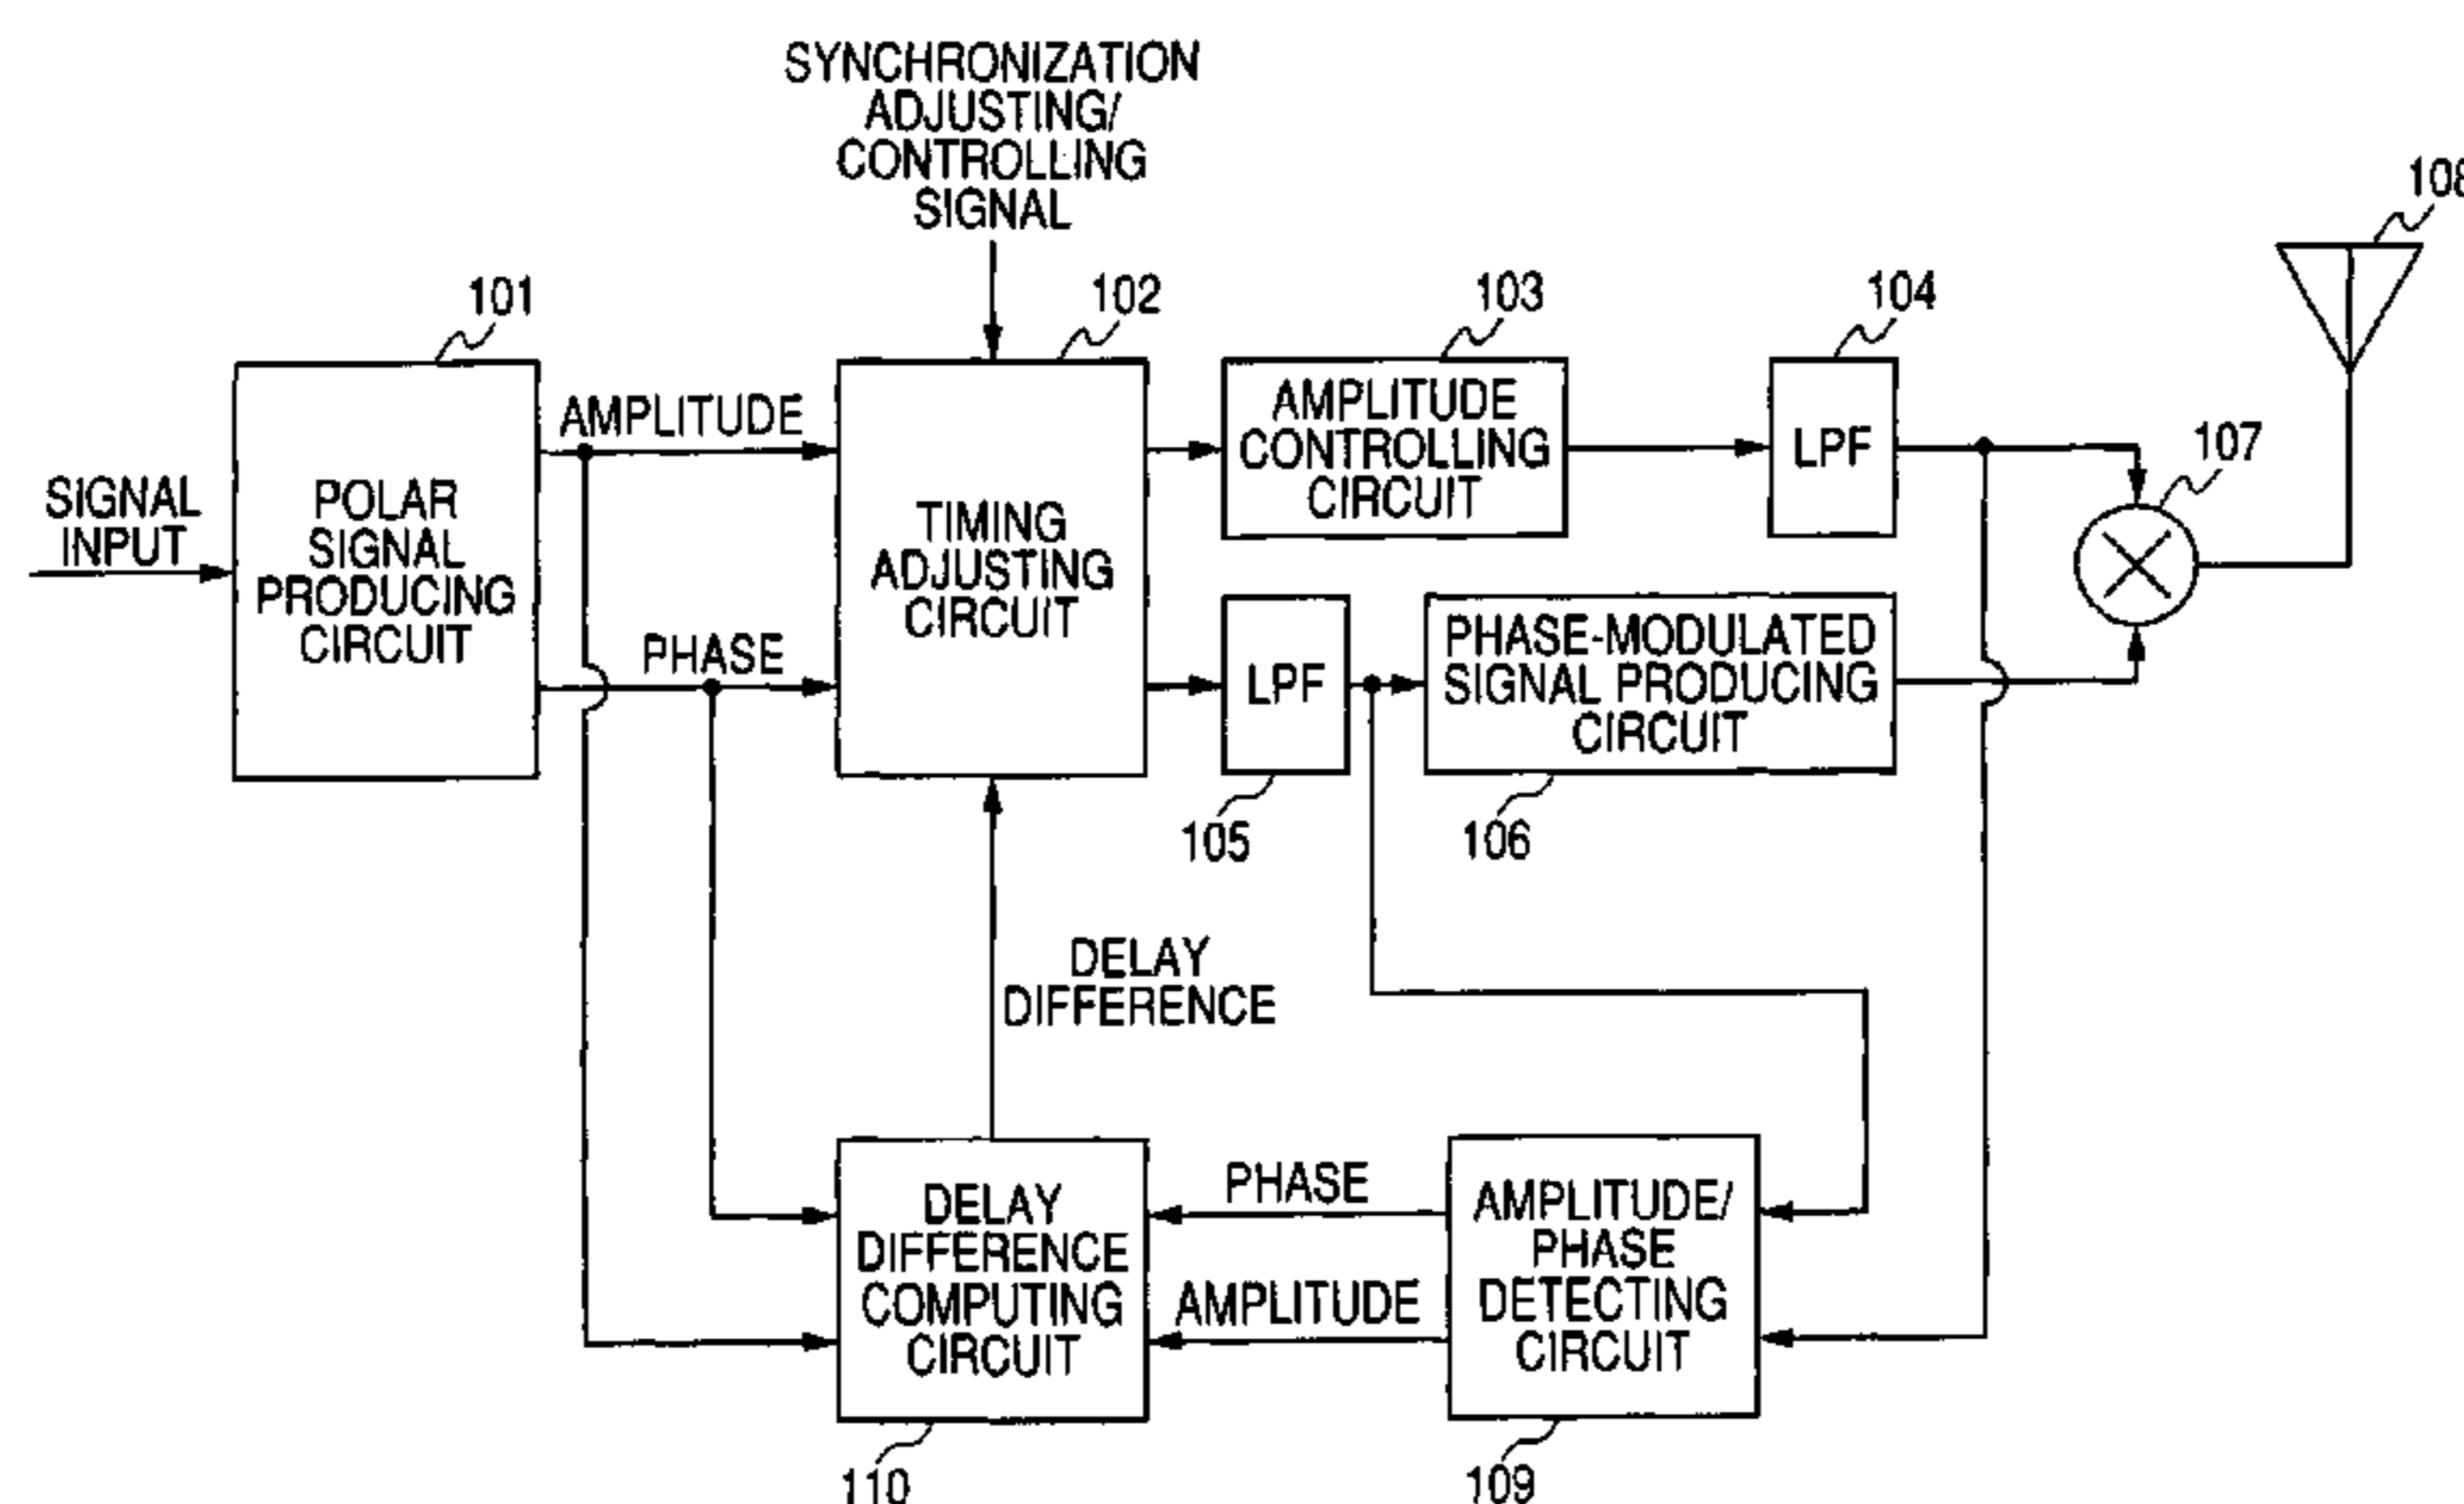 SYNCHRONIZATION
ADJUSTING/
CONTROLLING
SIGNAL
108
101
102
103
104
107
SIGNAL
INPUT
POLAR
SIGNAL
PRODUCING
CIRCUIT
AMPLITUDE
PHASE
TIMING
ADJUSTING
CIRCUIT
AMPLITUDE
CONTROLLING
CIRCUIT
LPF
LPF
PHASE-MODULATED
SIGNAL PRODUCING
CIRCUIT
105
106
DELAY
DIFFERENCE
DELAY
DIFFERENCE
COMPUTING
CIRCUIT
PHASE
AMPLITUDE
AMPLITUDE/
PHASE
DETECTING
CIRCUIT
110
109